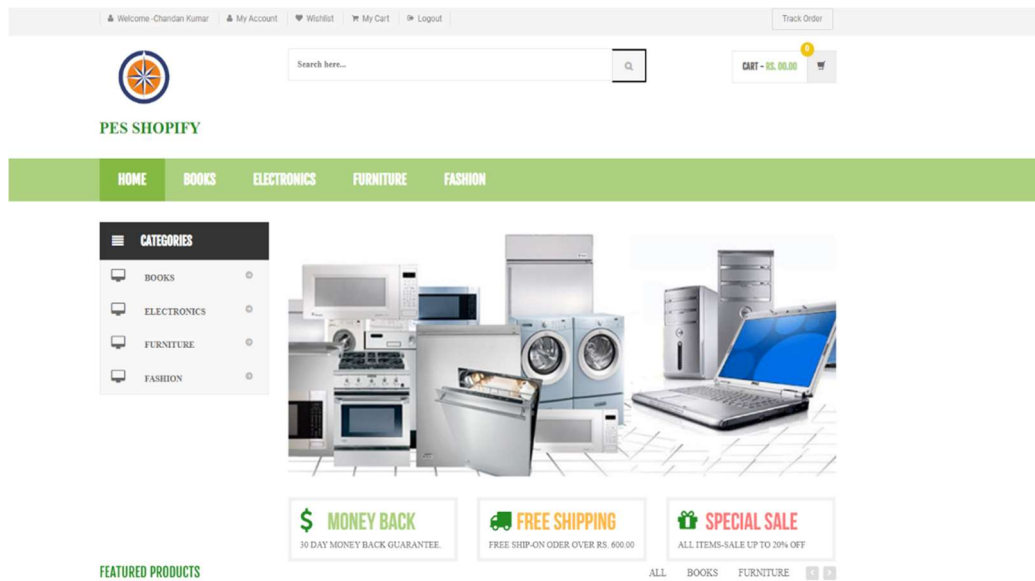 Welcome -Chandan Kumar My Account Wishlist My Cart Logout Track Order
Search here...
0
CART - RS. 00.00
PES SHOPIFY
HOME BOOKS ELECTRONICS FURNITURE FASHION
CATEGORIES
BOOKS
ELECTRONICS
FURNITURE
FASHION
MONEY BACK
30 DAY MONEY BACK GUARANTEE.
FREE SHIPPING
FREE SHIP-ON ODER OVER RS. 600.00
SPECIAL SALE
ALL ITEMS-SALE UP TO 20% OFF
FEATURED PRODUCTS
ALL BOOKS FURNITURE